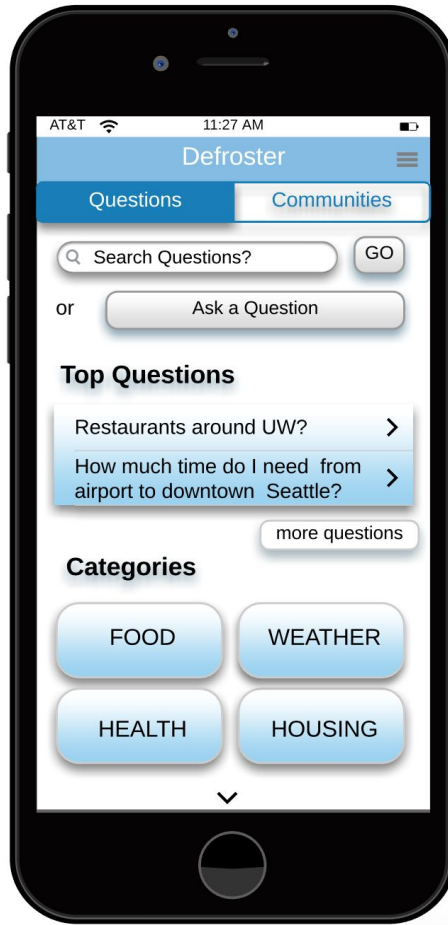 AT&T 11:27 AM
Defroster
Questions Communities
Search Questions? GO
or Ask a Question
Top Questions
Restaurants around UW?
How much time do I need from
airport to downtown Seattle?
more questions
Categories
FOOD WEATHER
HEALTH HOUSING